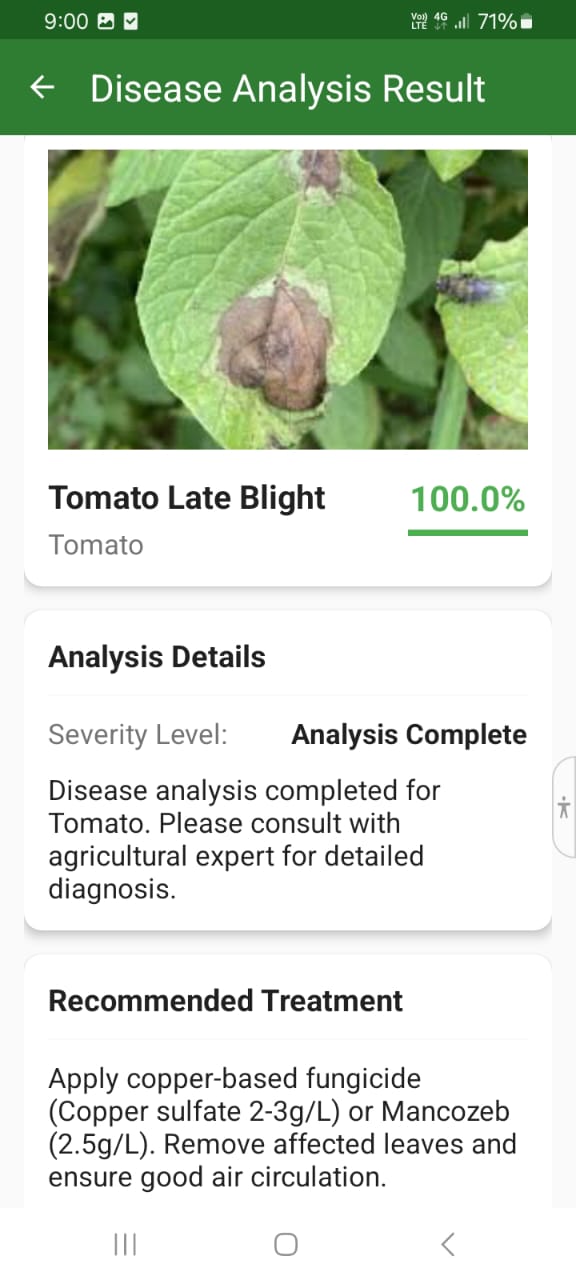 9:00 Vo)) LTE 4G 71%
Disease Analysis Result
Tomato Late Blight 100.0%
Tomato
Analysis Details
Severity Level: Analysis Complete
Disease analysis completed for
Tomato. Please consult with
agricultural expert for detailed
diagnosis.
Recommended Treatment
Apply copper-based fungicide
(Copper sulfate 2-3g/L) or Mancozeb
(2.5g/L). Remove affected leaves and
ensure good air circulation.